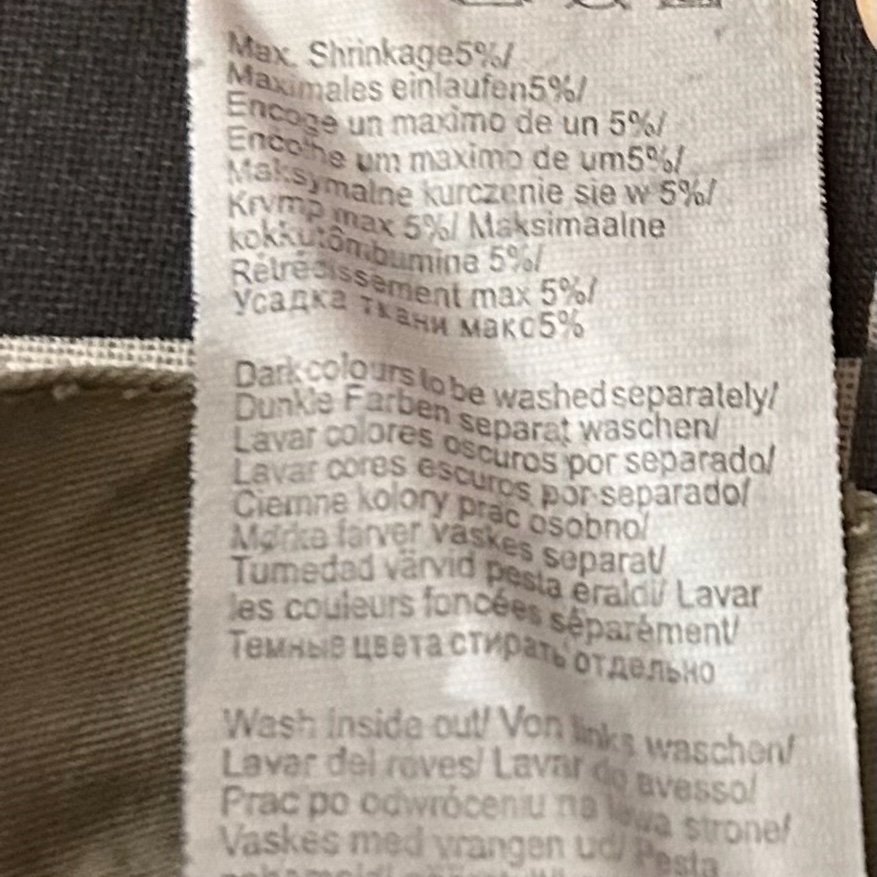 Max. Shrinkage5%/
Maximales einlaufen5%/
Encoge un maximo de un 5%/
Encolhe um maximo de um5%/
Maksymalne kurczenie sie w 5%/
Krymp max 5%/ Maksimaalne
kokkutõmbumine 5%/
Rétrécissement max 5%/
Усадка ткани макс5%
Dark colours to be washed separately/
Dunkle Farben separat waschen/
Lavar colores oscuros por separado/
Lavar cores escuros por separado/
Ciemne kolory prac osobno/
Mørke farver vaskes separat/
Tumedad värvid pesta eraldi/ Lavar
les couleurs foncées séparément/
Темные цвета стирать отдельно
Wash inside out/ Von links waschen/
Lavar del reves/ Lavar do avesso/
Prac po odwróceniu na lewa strone/
Vaskes med vrangen ud/ Pesta